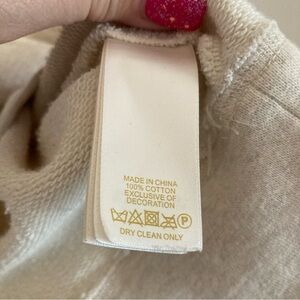 MADE IN CHINA
100% COTTON
EXCLUSIVE OF
DECORATION
P
DRY CLEAN ONLY